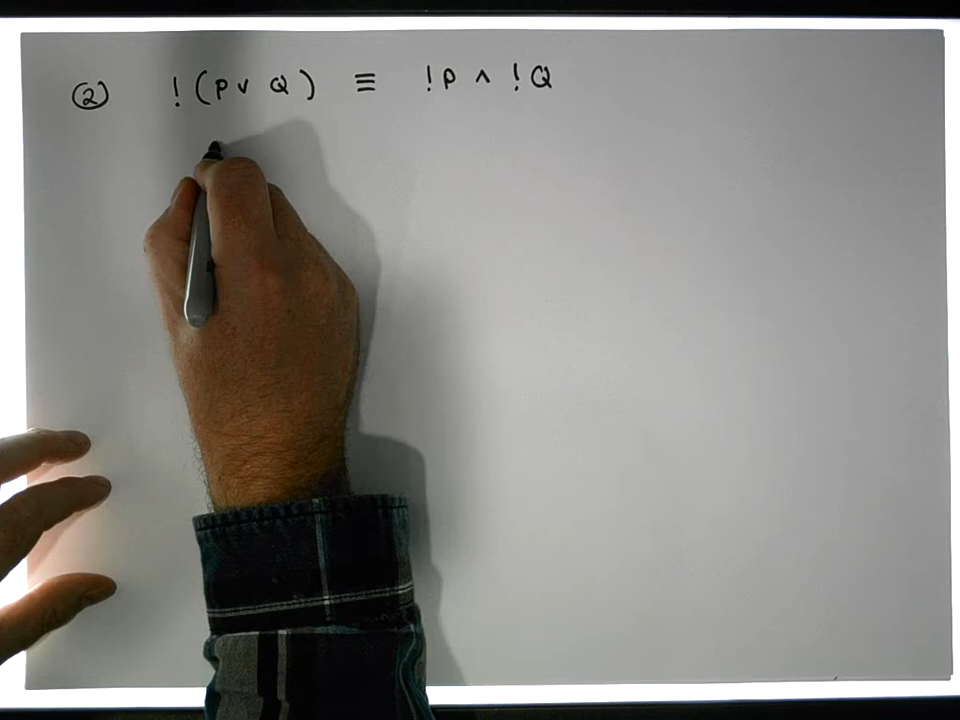 ② ! (P ∨ Q) ≡ !P ∧ !Q